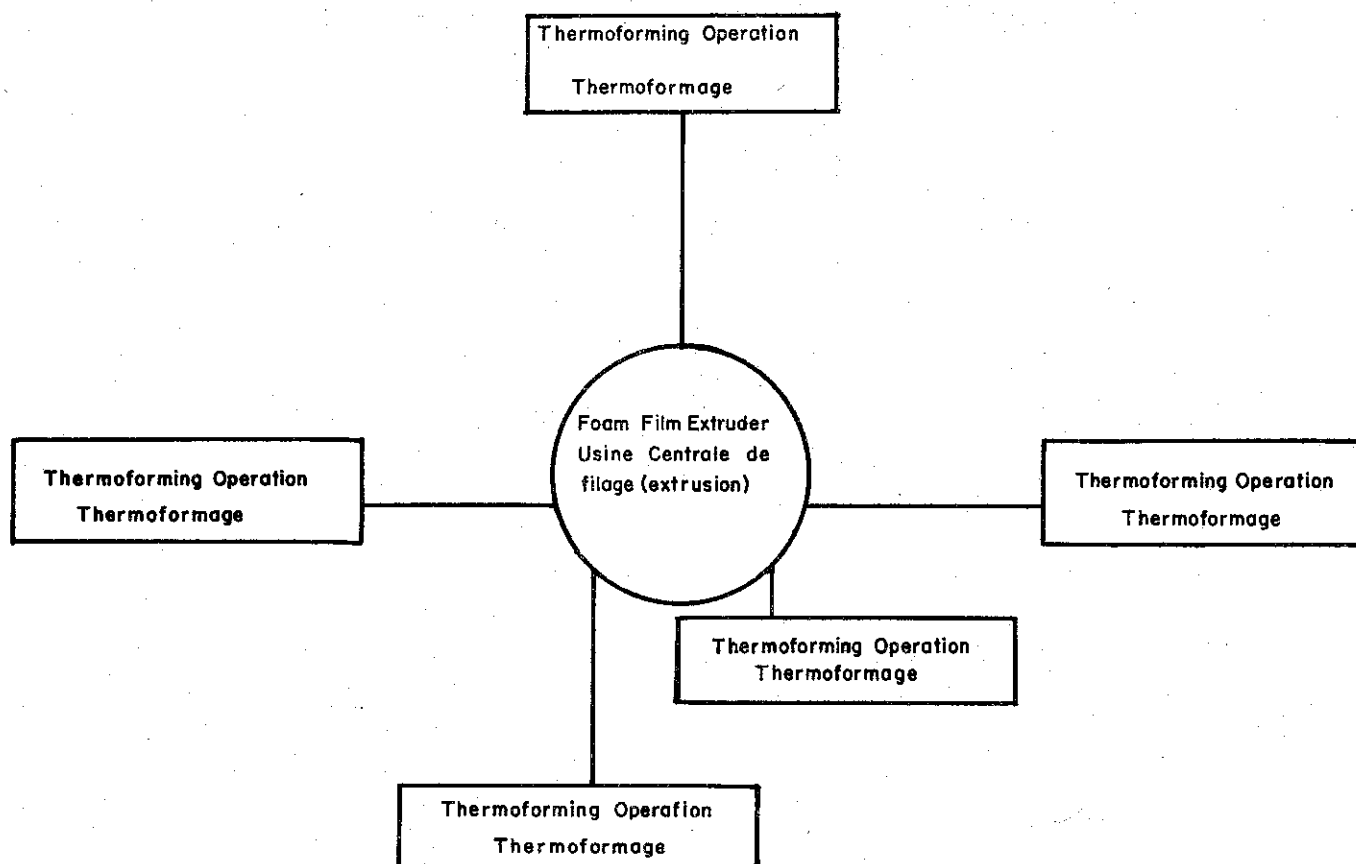 Thermoforming Operation
Thermoformage
Foam Film Extruder
Usine Centrale de
filage (extrusion)
Thermoforming Operation
Thermoformage
Thermoforming Operation
Thermoformage
Thermoforming Operation
Thermoformage
Thermoforming Operation
Thermoformage